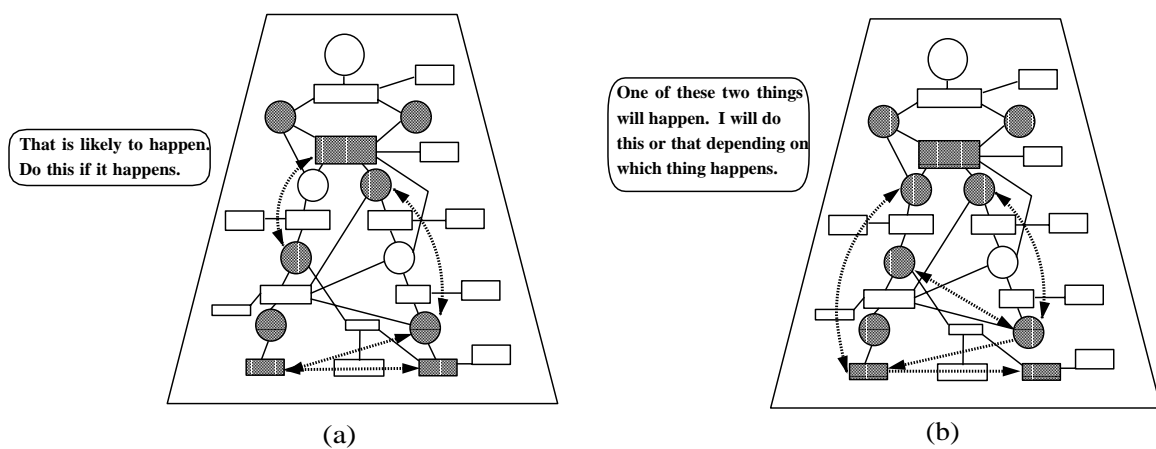 That is likely to happen.
Do this if it happens.
(a)
One of these two things
will happen. I will do
this or that depending on
which thing happens.
(b)